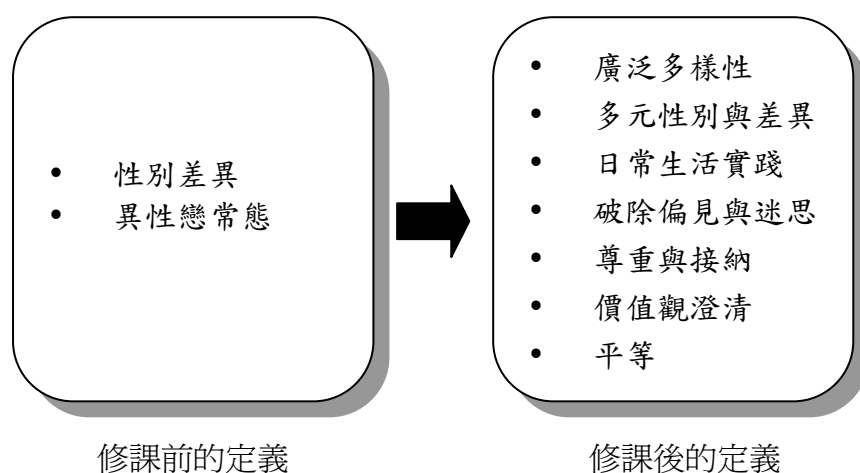 • 性別差異
• 異性戀常態
修課前的定義
• 廣泛多樣性
• 多元性別與差異
• 日常生活實踐
• 破除偏見與迷思
• 尊重與接納
• 價值觀澄清
• 平等
修課後的定義